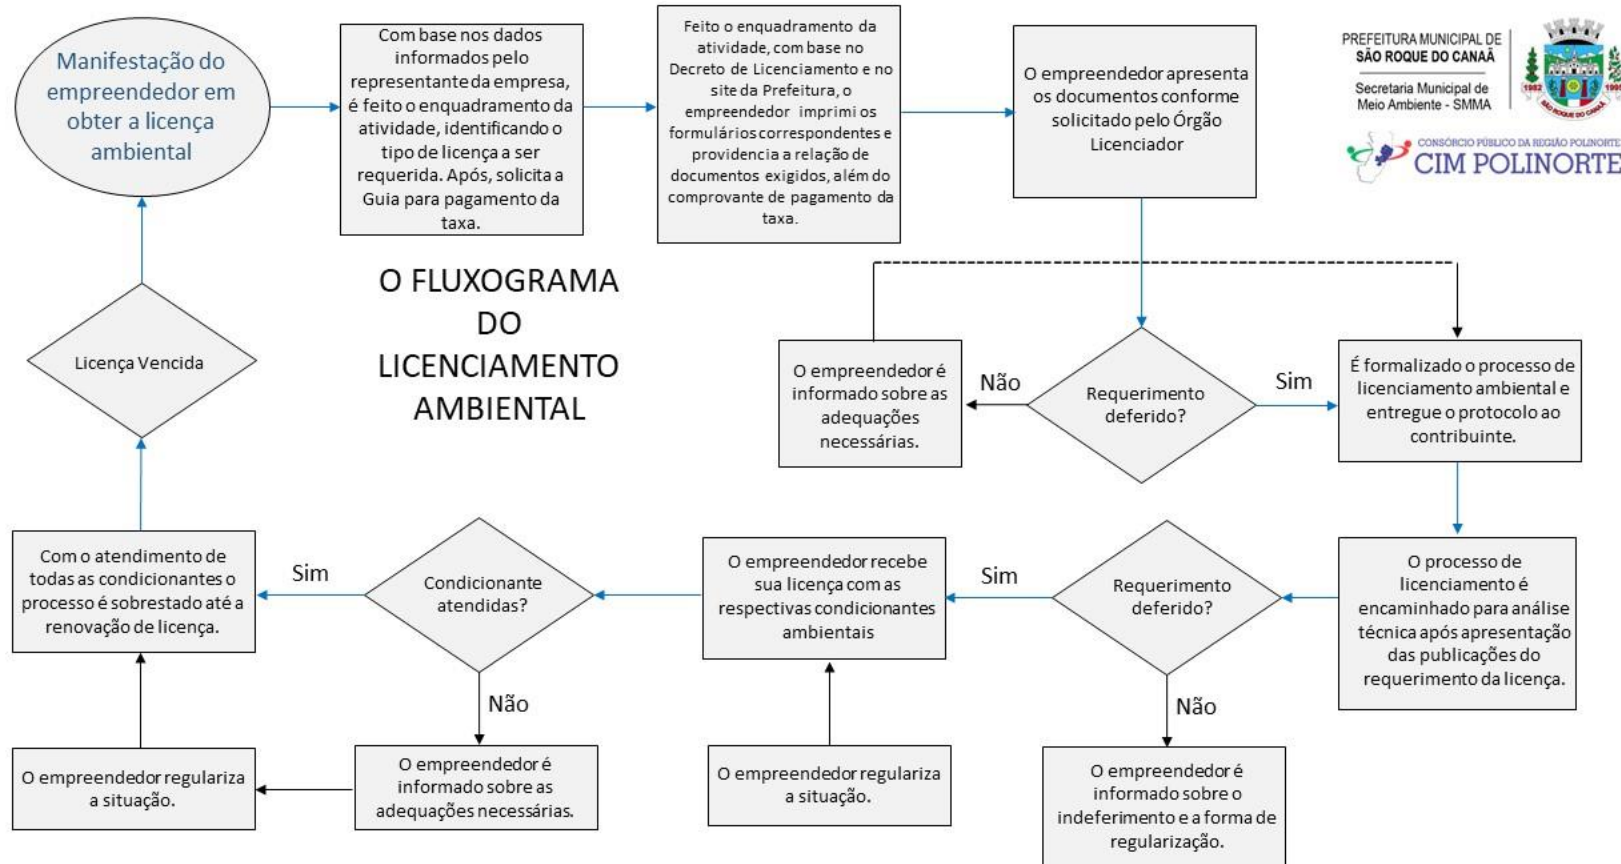 Manifestação do
empreendedor em
obter a licença
ambiental
Com base nos dados
informados pelo
representante da empresa,
é feito o enquadramento da
atividade, identificando o
tipo de licença a ser
requerida. Após, solicita a
Guia para pagamento da
taxa.
Feito o enquadramento da
atividade, com base no
Decreto de Licenciamento e no
site da Prefeitura, o
empreendedor imprimi os
formulários correspondentes e
providencia a relação de
documentos exigidos, além do
comprovante de pagamento da
taxa.
O empreendedor apresenta
os documentos conforme
solicitado pelo Órgão
Licenciador
PREFEITURA MUNICIPAL DE
SÃO ROQUE DO CANAÃ
Secretaria Municipal de
Meio Ambiente - SMMA
1982
1995
SÃO ROQUE DO CANAÃ
CONSÓRCIO PÚBLICO DA REGIÃO POLINORTE
CIM POLINORTE
O FLUXOGRAMA
DO
LICENCIAMENTO
AMBIENTAL
Licença Vencida
O empreendedor é
informado sobre as
adequações
necessárias.
Não
Requerimento
deferido?
Sim
É formalizado o processo de
licenciamento ambiental e
entregue o protocolo ao
contribuinte.
Com o atendimento de
todas as condicionantes o
processo é sobrestado até a
renovação de licença.
Sim
Condicionante
atendidas?
O empreendedor recebe
sua licença com as
respectivas condicionantes
ambientais
Sim
Requerimento
deferido?
O processo de
licenciamento é
encaminhado para análise
técnica após apresentação
das publicações do
requerimento da licença.
Não
Não
O empreendedor regulariza
a situação.
O empreendedor é
informado sobre as
adequações necessárias.
O empreendedor regulariza
a situação.
O empreendedor é
informado sobre o
indeferimento e a forma de
regularização.